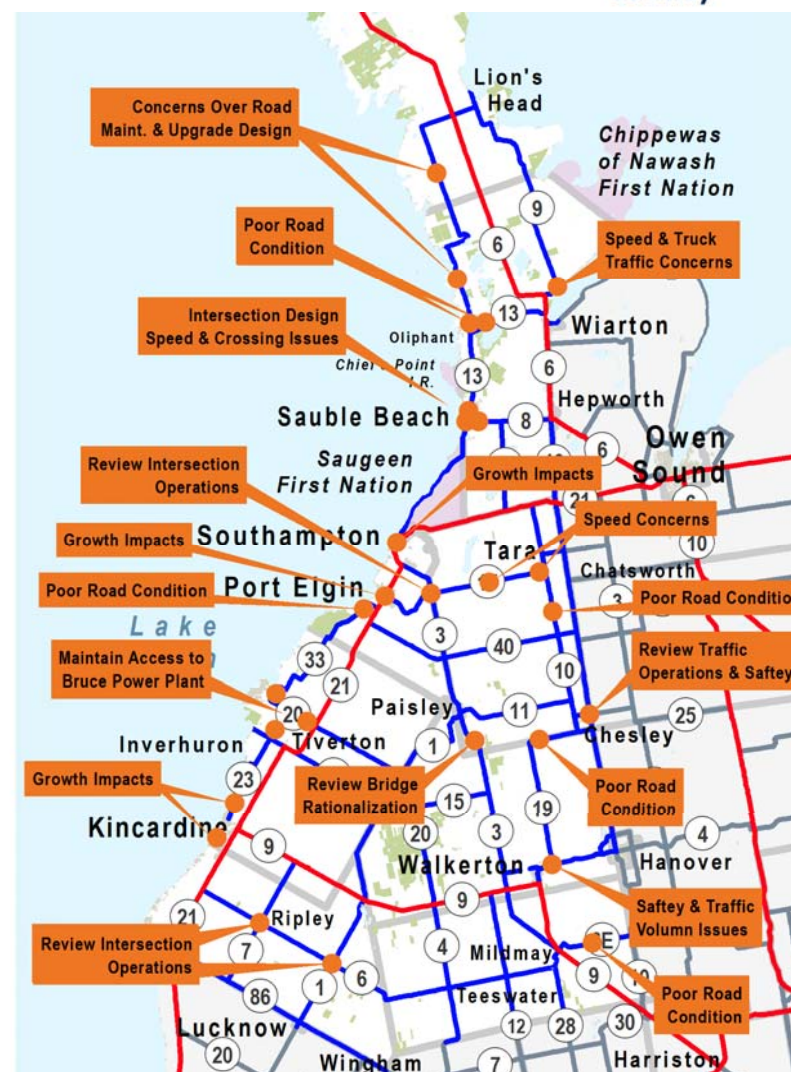 Lion's
Head
Concerns Over Road
Maint. & Upgrade Design
Chippewas
of Nawash
First Nation
9
6
Poor Road
Condition
Speed & Truck
Traffic Concerns
Intersection Design
Speed & Crossing Issues
13
Wiarton
Oliphant
Point
I.R.
13
6
Hepworth
Sauble Beach
8
6
Owen
Sound
Review Intersection
Operations
Saugeen
First Nation
Growth Impacts
21
6
Southampton
Speed Concerns
Growth Impacts
Tara
10
Chatsworth
Port Elgin
Poor Road Condition
3
Poor Road Conditio
Lake
3
40
Maintain Access to
Bruce Power Plant
33
21
10
Review Traffic
Operations & Saftey
Paisley
20
11
25
Tiverton
1
Chesley
Inverhuron
Growth Impacts
23
Review Bridge
Rationalization
Poor Road
Condition
15
19
Kincardine
20
3
4
9
Walkerton
Hanover
9
21
Ripley
Saftey & Traffic
Volumn Issues
Review Intersection
Operations
7
4
Mildmay
E
1
6
9
10
Poor Road
Condition
86
Teeswater
Lucknow
12
28
30
20
Wingham
7
Harriston